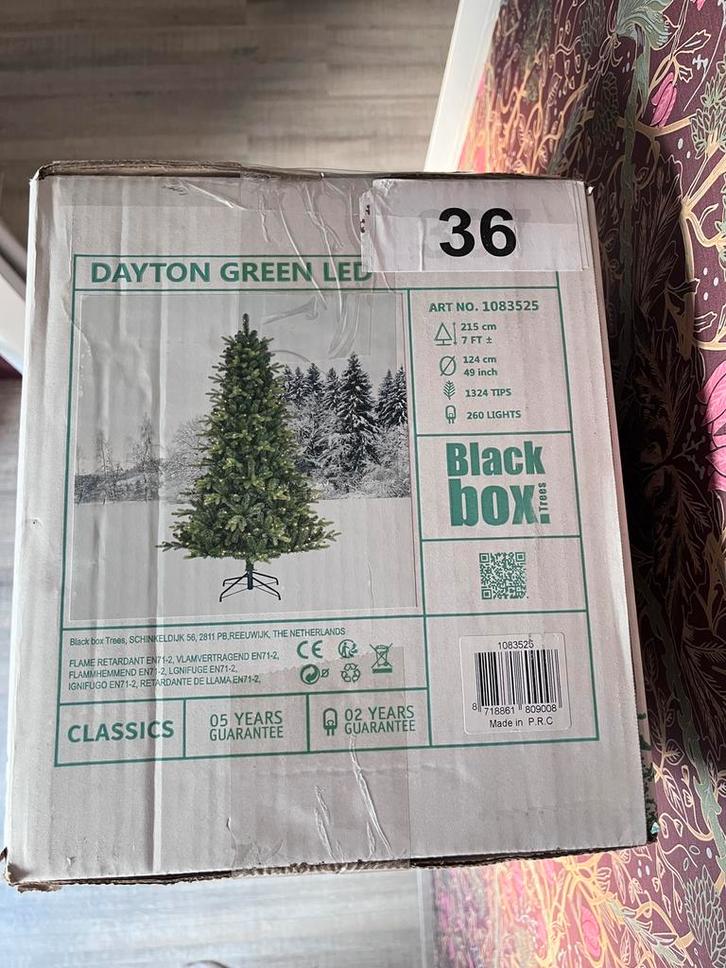 36
DAYTON GREEN LED
ART NO. 1083525
215 cm
7 FT ±
124 cm
49 inch
1324 TIPS
260 LIGHTS
Black
box.
Trees
Black box Trees, SCHINKELDIJK 56, 2811 PB,REEUWIJK, THE NETHERLANDS
FLAME RETARDANT EN71-2, VLAMVERTRAGEND EN71-2,
FLAMMHEMMEND EN71-2, LGNIFUGE EN71-2,
IGNIFUGO EN71-2, RETARDANTE DE LLAMA,EN71-2,
CE
CLASSICS
05 YEARS
GUARANTEE
02 YEARS
GUARANTEE
1083525
8 718861 809008
Made in P.R.C